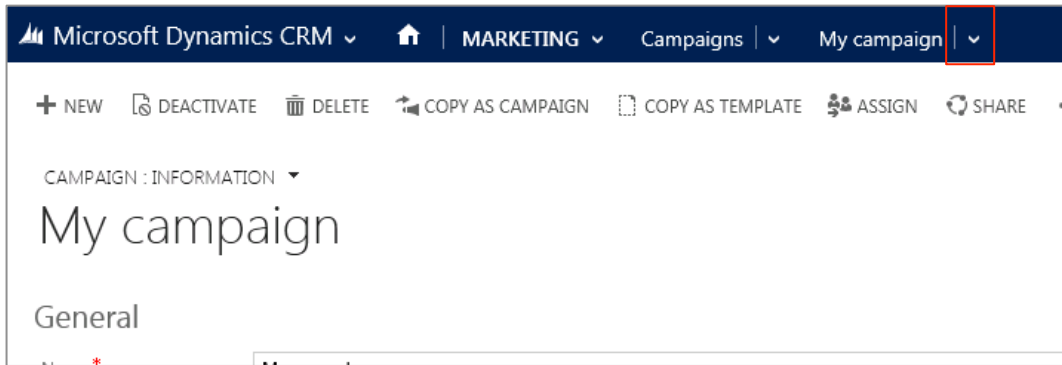 Microsoft Dynamics CRM MARKETING Campaigns My campaign
NEW DEACTIVATE DELETE COPY AS CAMPAIGN COPY AS TEMPLATE ASSIGN SHARE
CAMPAIGN : INFORMATION
My campaign
General
*